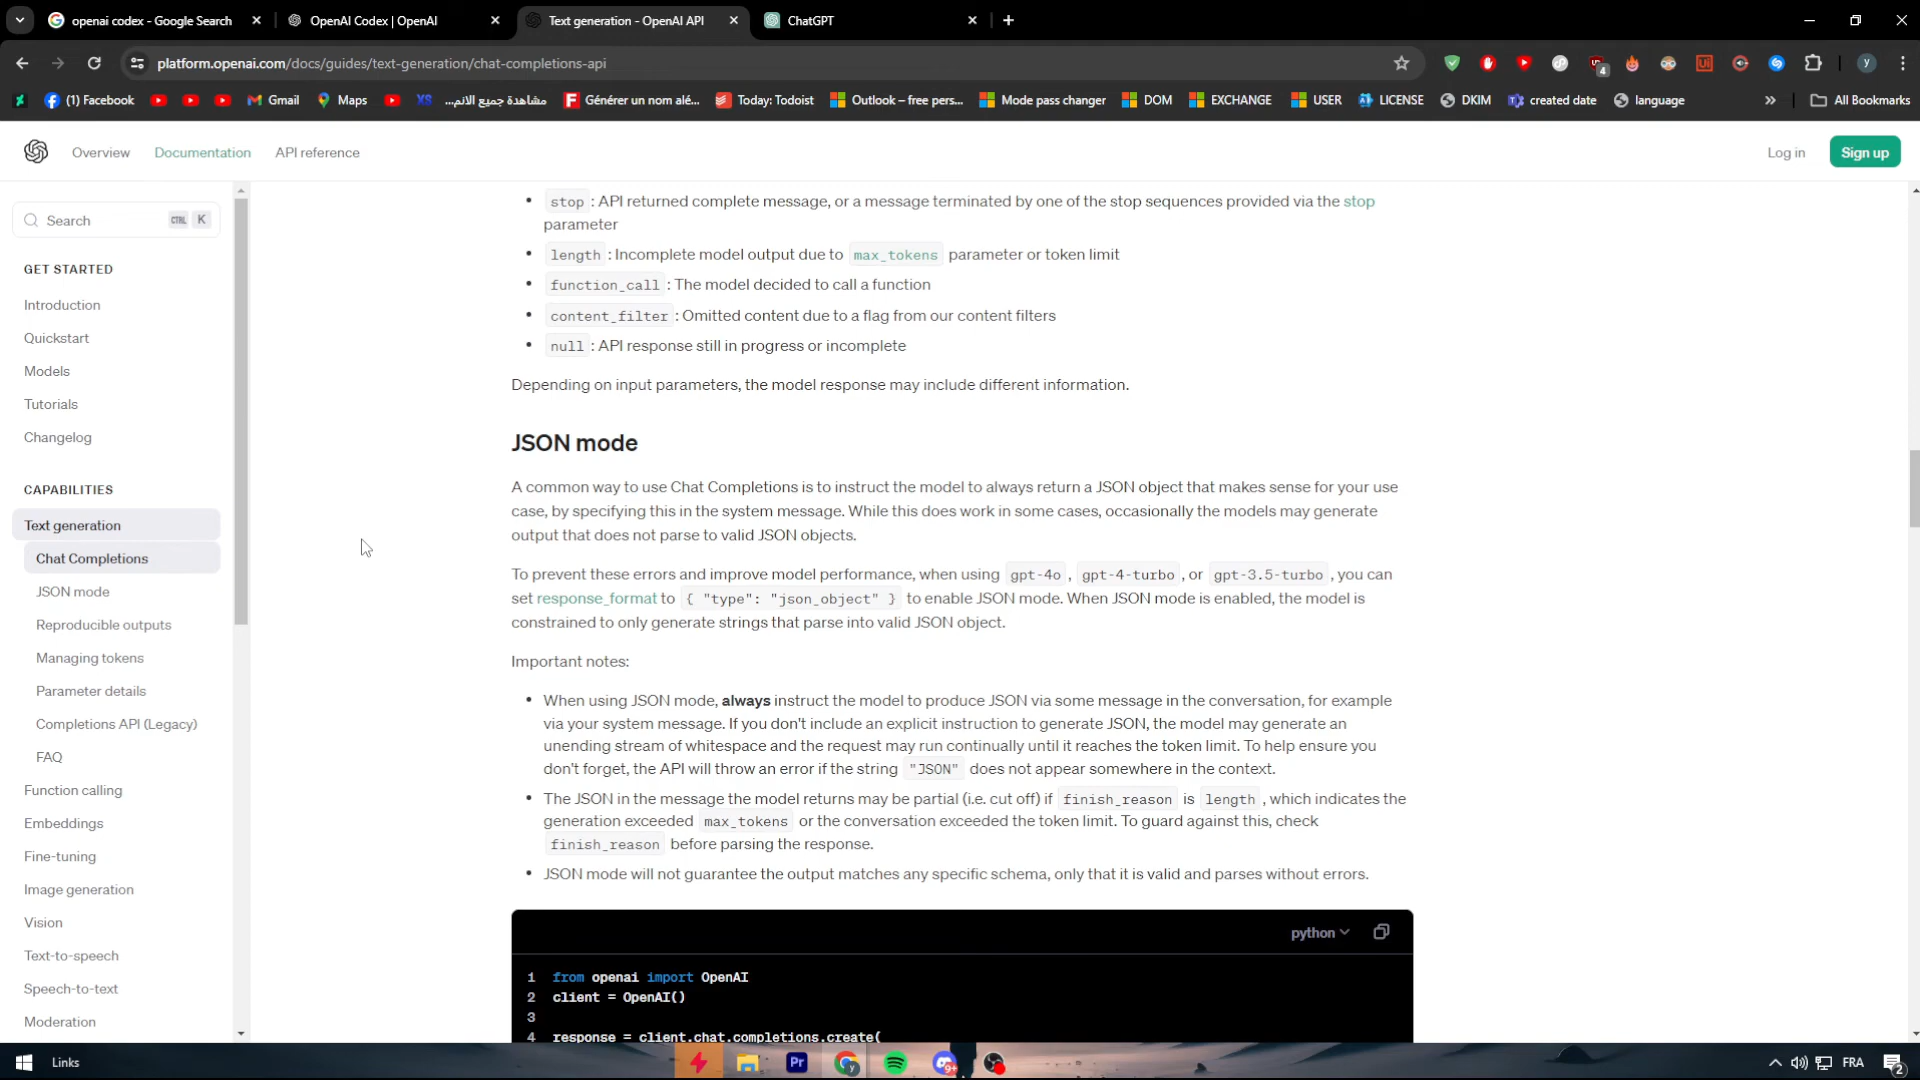 openai codex - Google Search
OpenAI Codex | OpenAI
Text generation - OpenAI API
ChatGPT
platform.openai.com/docs/guides/text-generation/chat-completions-api
4
y
(1) Facebook
Gmail
Maps
XS
مشاهدة جميع الانم...
Générer un nom alé...
Today: Todoist
Outlook – free pers...
Mode pass changer
DOM
EXCHANGE
USER
LICENSE
DKIM
created date
language
»
All Bookmarks
Overview
Documentation
API reference
Log in
Sign up
Search
CTRL K
GET STARTED
Introduction
Quickstart
Models
Tutorials
Changelog
CAPABILITIES
Text generation
Chat Completions
JSON mode
Reproducible outputs
Managing tokens
Parameter details
Completions API (Legacy)
FAQ
Function calling
Embeddings
Fine-tuning
Image generation
Vision
Text-to-speech
Speech-to-text
Moderation
• stop : API returned complete message, or a message terminated by one of the stop sequences provided via the stop
parameter
• length : Incomplete model output due to max_tokens parameter or token limit
• function_call : The model decided to call a function
• content_filter : Omitted content due to a flag from our content filters
• null : API response still in progress or incomplete
Depending on input parameters, the model response may include different information.
JSON mode
A common way to use Chat Completions is to instruct the model to always return a JSON object that makes sense for your use
case, by specifying this in the system message. While this does work in some cases, occasionally the models may generate
output that does not parse to valid JSON objects.
To prevent these errors and improve model performance, when using gpt-4o , gpt-4-turbo , or gpt-3.5-turbo , you can
set response_format to { "type": "json_object" } to enable JSON mode. When JSON mode is enabled, the model is
constrained to only generate strings that parse into valid JSON object.
Important notes:
• When using JSON mode, always instruct the model to produce JSON via some message in the conversation, for example
via your system message. If you don't include an explicit instruction to generate JSON, the model may generate an
unending stream of whitespace and the request may run continually until it reaches the token limit. To help ensure you
don't forget, the API will throw an error if the string "JSON" does not appear somewhere in the context.
• The JSON in the message the model returns may be partial (i.e. cut off) if finish_reason is length , which indicates the
generation exceeded max_tokens or the conversation exceeded the token limit. To guard against this, check
finish_reason before parsing the response.
• JSON mode will not guarantee the output matches any specific schema, only that it is valid and parses without errors.
python
1 from openai import OpenAI
2 client = OpenAI()
3
4 response = client.chat.completions.create(
Links
Pr
9+
FRA
2